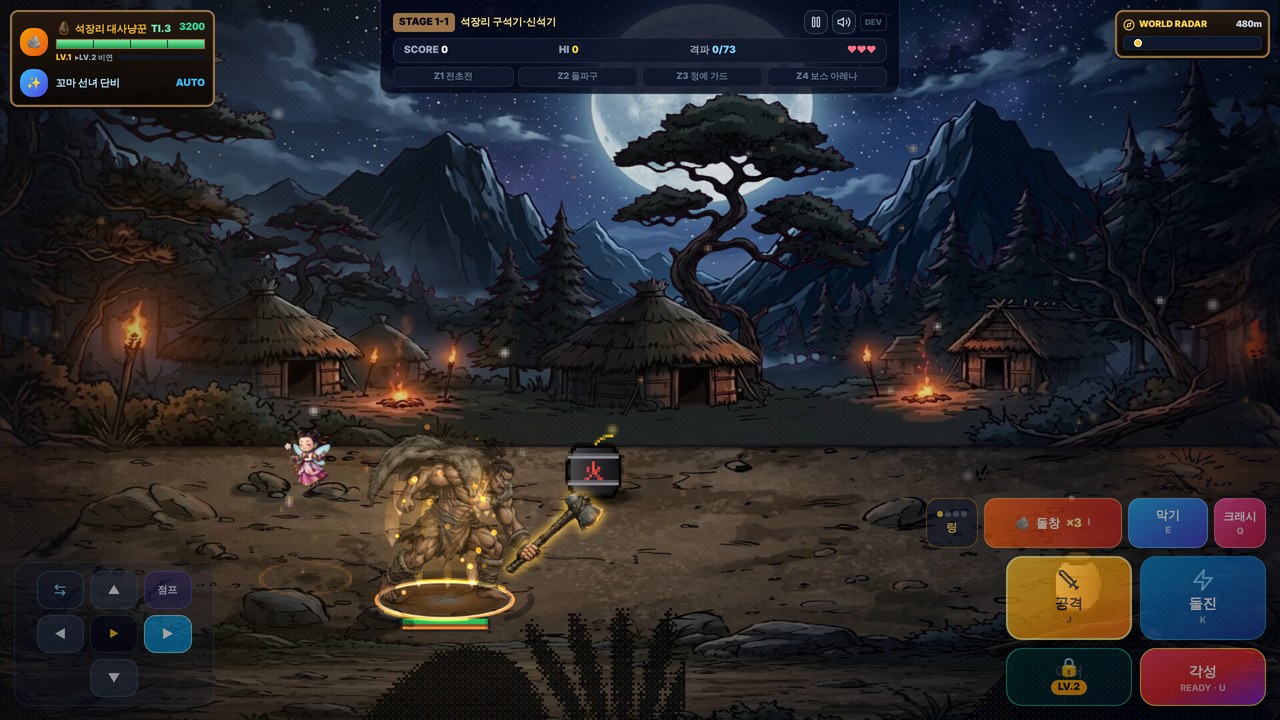 석장리 대사냥꾼 Tl.3 3200
LV.1 ▸LV.2 비연
꼬마 선녀 단비 AUTO
STAGE 1-1 석장리 구석기·신석기
DEV
SCORE 0 HI 0 격파 0/73
Z1 전초전 Z2 돌파구 Z3 정예 가드 Z4 보스 아레나
WORLD RADAR 480m
火
점프
링
돌창 ×3 I
막기
E
크래시
Q
공격
J
돌진
K
LV.2
각성
READY · U